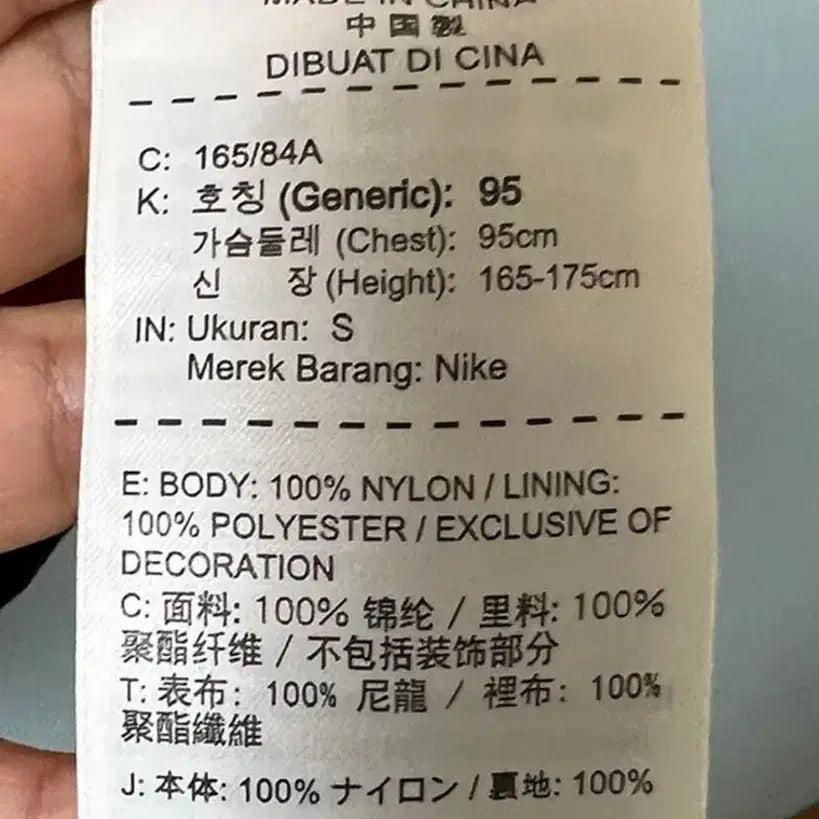 MADE IN CHINA
中国製
DIBUAT DI CINA
C: 165/84A
K: 호칭 (Generic): 95
가슴둘레 (Chest): 95cm
신 장 (Height): 165-175cm
IN: Ukuran: S
Merek Barang: Nike
E: BODY: 100% NYLON / LINING:
100% POLYESTER / EXCLUSIVE OF
DECORATION
C: 面料: 100% 锦纶 / 里料: 100%
聚酯纤维 / 不包括装饰部分
T: 表布: 100% 尼龍 / 裡布: 100%
聚酯纖維
J: 本体: 100% ナイロン / 裏地: 100%